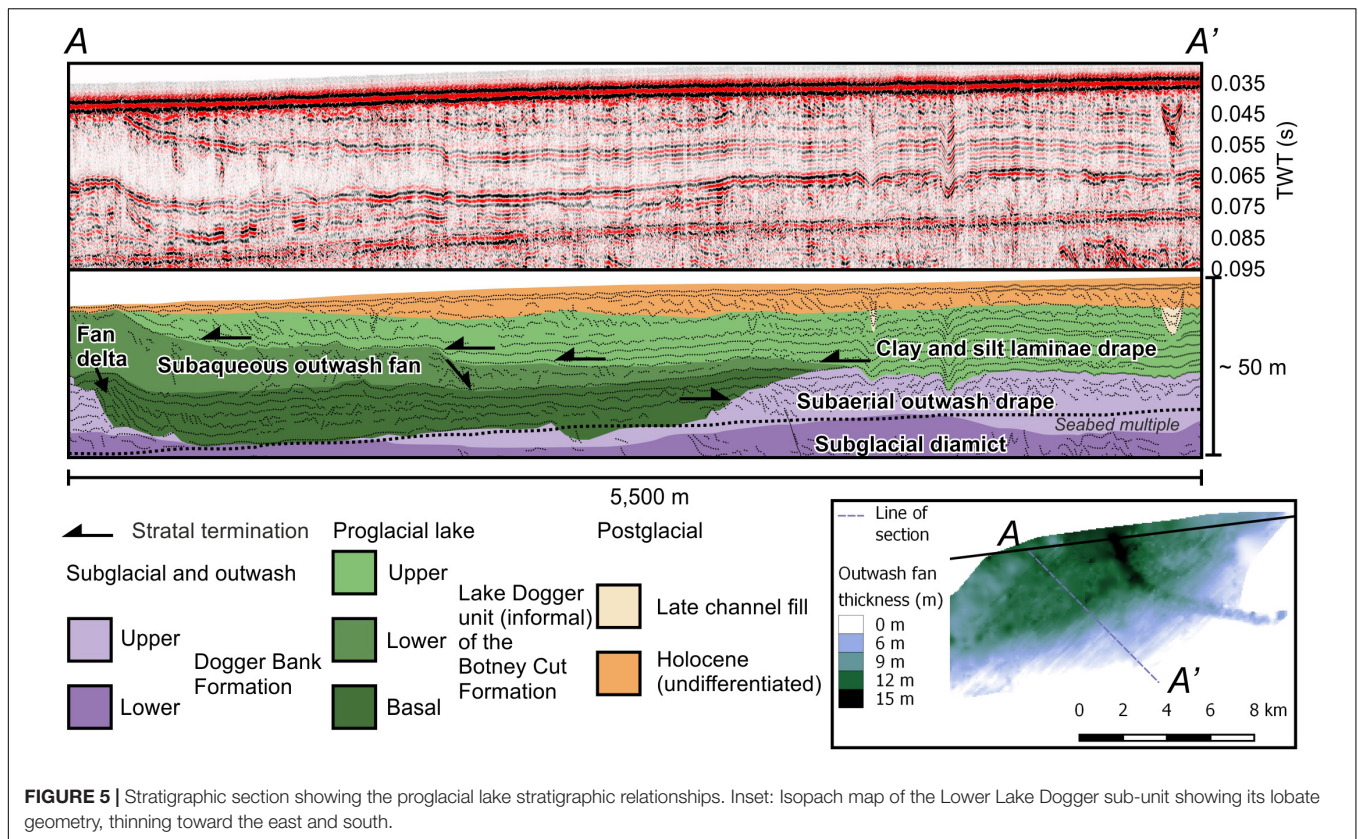 A A’
0.035
0.045
0.055
0.065
0.075
0.085
0.095
TWT (s)
Fan
delta
Subaqueous outwash fan
Clay and silt laminae drape
Subaerial outwash drape
Seabed multiple
Subglacial diamict
~ 50 m
5,500 m
Stratal termination
Subglacial and outwash
Upper
Lower
Dogger Bank
Formation
Proglacial lake
Upper
Lower
Basal
Lake Dogger
unit (informal)
of the
Botney Cut
Formation
Postglacial
Late channel fill
Holocene
(undifferentiated)
Line of
section
Outwash fan
thickness (m)
0 m
6 m
9 m
12 m
15 m
A
A’
0 2 4 6 8 km
FIGURE 5 | Stratigraphic section showing the proglacial lake stratigraphic relationships. Inset: Isopach map of the Lower Lake Dogger sub-unit showing its lobate
geometry, thinning toward the east and south.